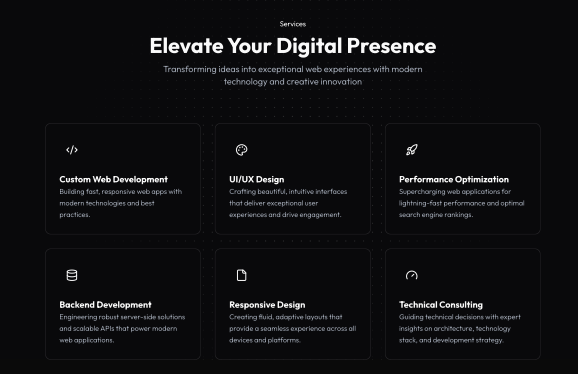 Services
Elevate Your Digital Presence
Transforming ideas into exceptional web experiences with modern
technology and creative innovation
Custom Web Development
Building fast, responsive web apps with
modern technologies and best
practices.
UI/UX Design
Crafting beautiful, intuitive interfaces
that deliver exceptional user
experiences and drive engagement.
Performance Optimization
Supercharging web applications for
lightning-fast performance and optimal
search engine rankings.
Backend Development
Engineering robust server-side solutions
and scalable APIs that power modern
web applications.
Responsive Design
Creating fluid, adaptive layouts that
provide a seamless experience across all
devices and platforms.
Technical Consulting
Guiding technical decisions with expert
insights on architecture, technology
stack, and development strategy.